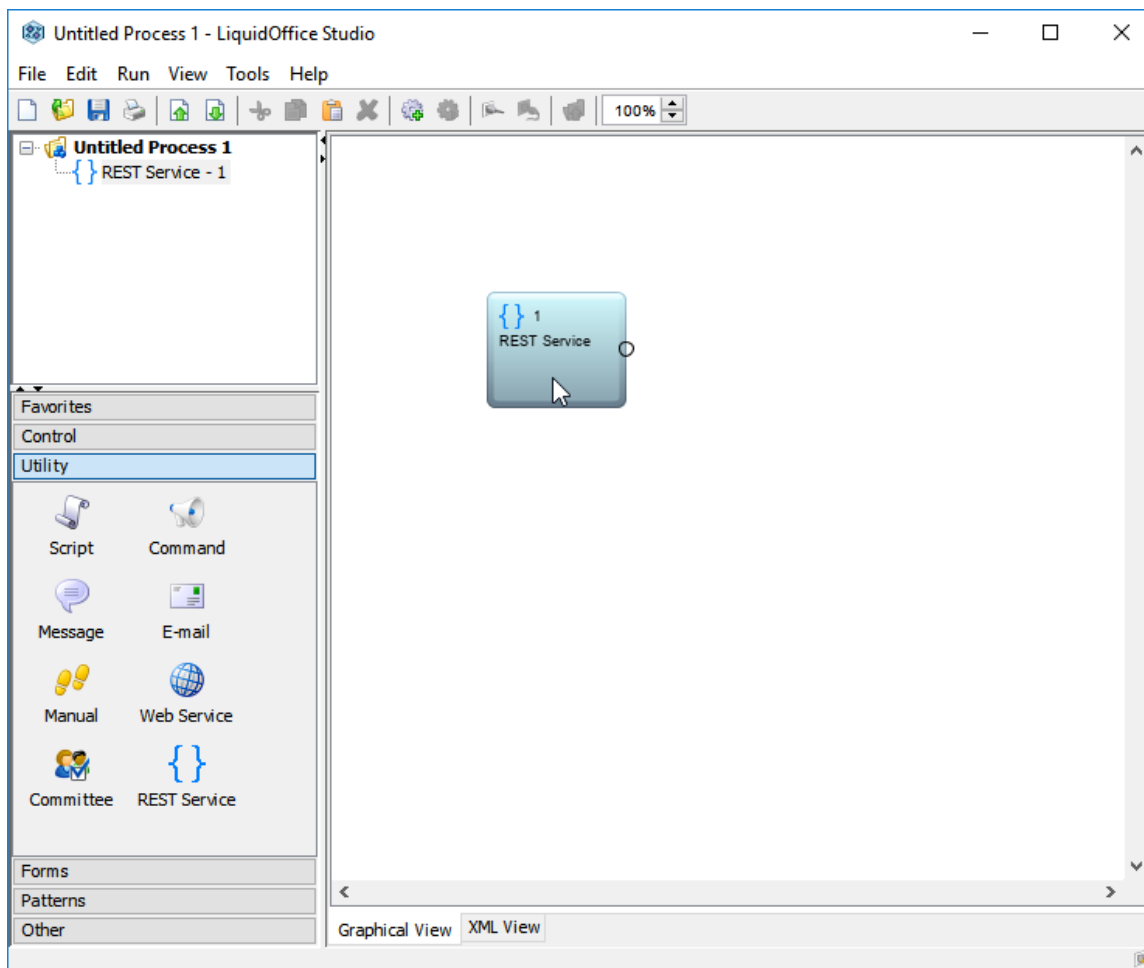 Untitled Process 1 - LiquidOffice Studio
File Edit Run View Tools Help
100%
Untitled Process 1
{ } REST Service - 1
{ } 1
REST Service
Favorites
Control
Utility
Script Command
Message E-mail
Manual Web Service
{ }
Committee REST Service
Forms
Patterns
Other
Graphical View XML View